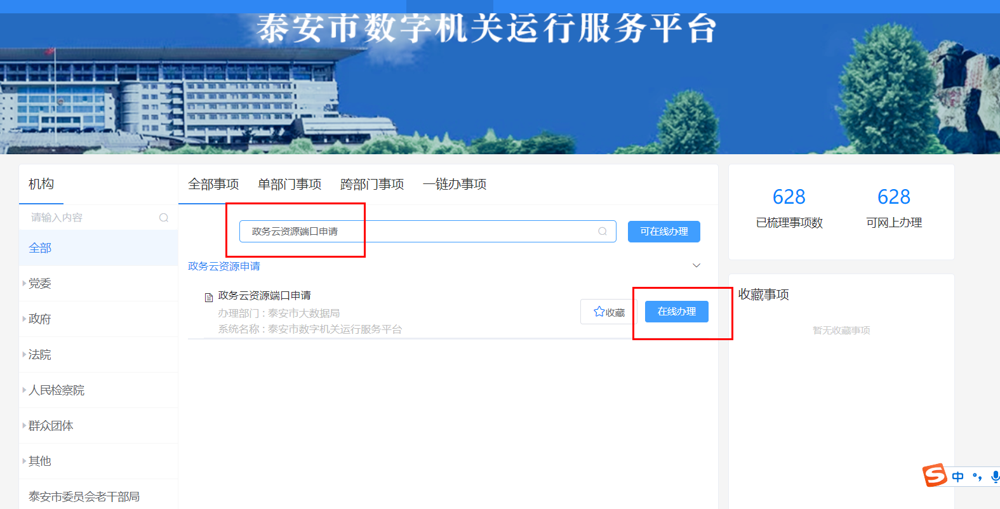 泰安市数字机关运行服务平台
机构
请输入内容
全部
党委
政府
法院
人民检察院
群众团体
其他
泰安市委员会老干部局
全部事项 单部门事项 跨部门事项 一链办事项
政务云资源端口申请
可在线办理
政务云资源申请
政务云资源端口申请
办理部门：泰安市大数据局
系统名称：泰安市数字机关运行服务平台
收藏
在线办理
628 628
已梳理事项数 可网上办理
收藏事项
暂无收藏事项
S 中 °,